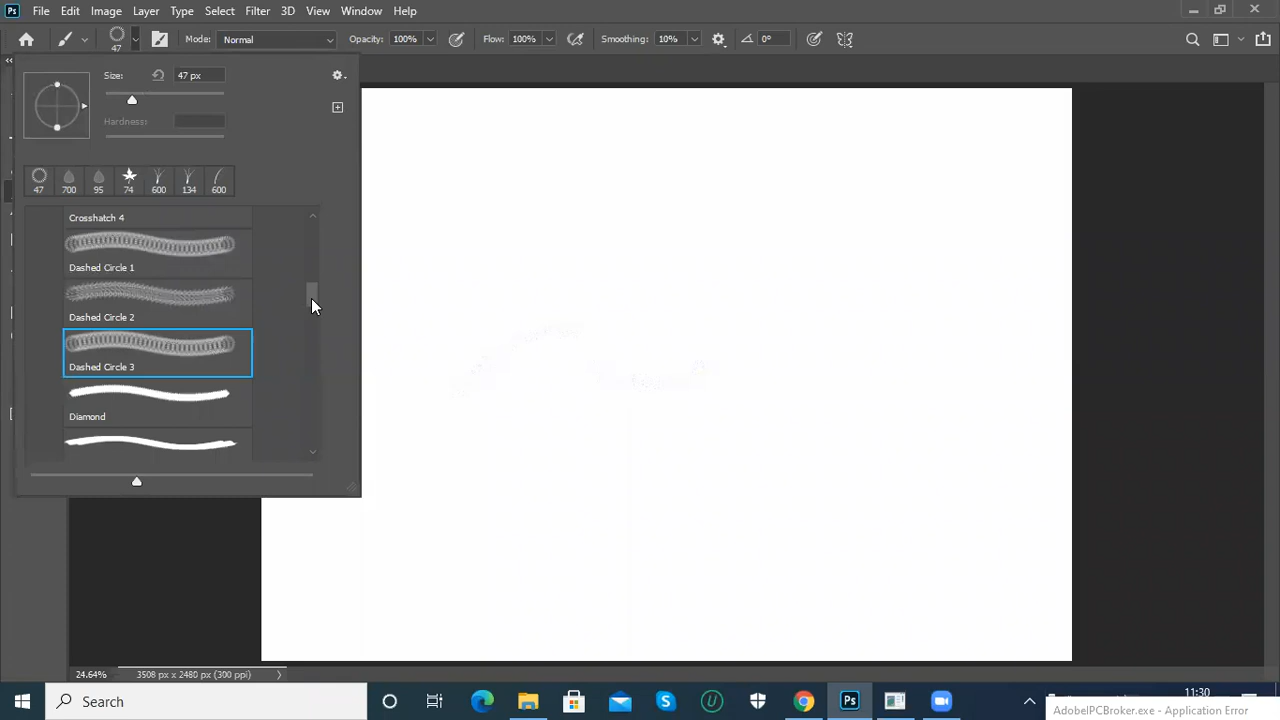 Ps File Edit Image Layer Type Select Filter 3D View Window Help
47 Mode: Normal Opacity: 100% Flow: 100% Smoothing: 10% 0°
Size: 47 px
Hardness:
47 700 95 74 600 134 600
Crosshatch 4
Dashed Circle 1
Dashed Circle 2
Dashed Circle 3
Diamond
24.64% 3508 px x 2480 px (300 ppi)
Search
Ps
11:30
AdobeIPCBroker.exe - Application Error